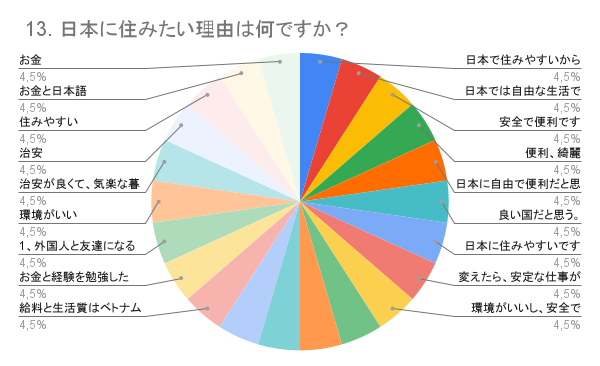 13. 日本に住みたい理由は何ですか？
お金
4,5%
お金と日本語
4,5%
住みやすい
4,5%
治安
4,5%
治安が良くて、気楽な暮
4,5%
環境がいい
4,5%
1、外国人と友達になる
4,5%
お金と経験を勉強した
4,5%
給料と生活質はベトナム
4,5%
日本で住みやすいから
4,5%
日本では自由な生活で
4,5%
安全で便利です
4,5%
便利、綺麗
4,5%
日本に自由で便利だと思
4,5%
良い国だと思う。
4,5%
日本に住みやすいです
4,5%
変えたら、安定な仕事が
4,5%
環境がいいし、安全で
4,5%